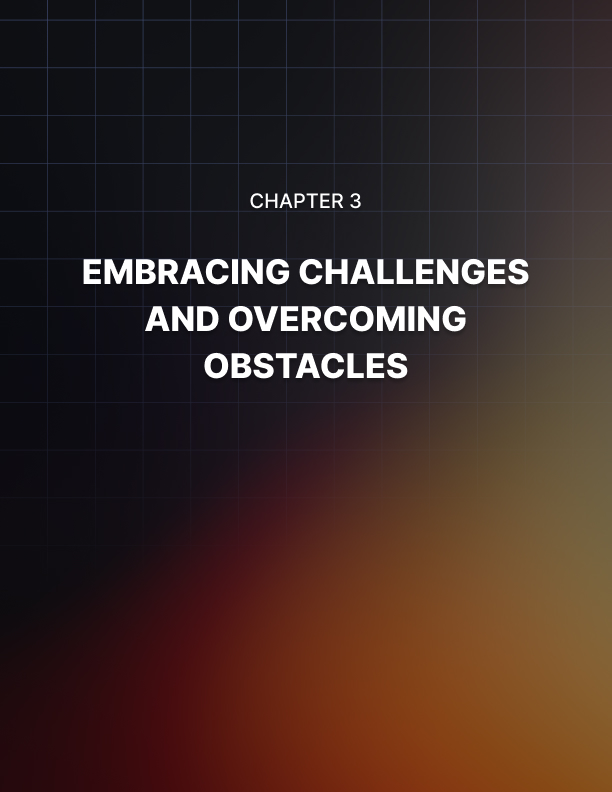 CHAPTER 3
EMBRACING CHALLENGES
AND OVERCOMING
OBSTACLES